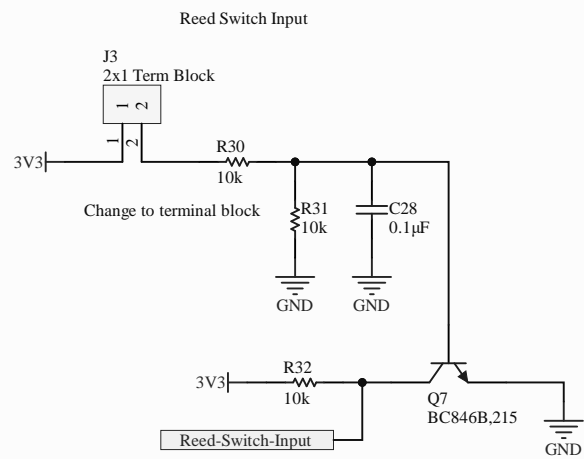 Reed Switch Input
J3
2x1 Term Block
1
2
1
2
3V3
R30
10k
Change to terminal block
R31
10k
C28
0.1µF
GND
GND
3V3
R32
10k
Q7
BC846B,215
GND
Reed-Switch-Input